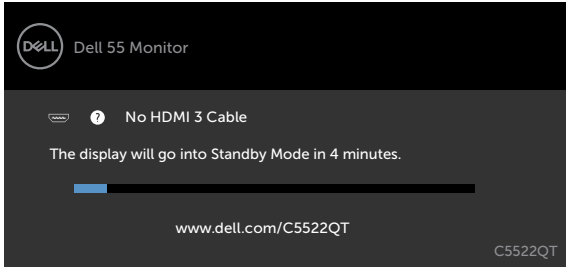 DELL
Dell 55 Monitor
? No HDMI 3 Cable
The display will go into Standby Mode in 4 minutes.
www.dell.com/C5522QT
C5522QT